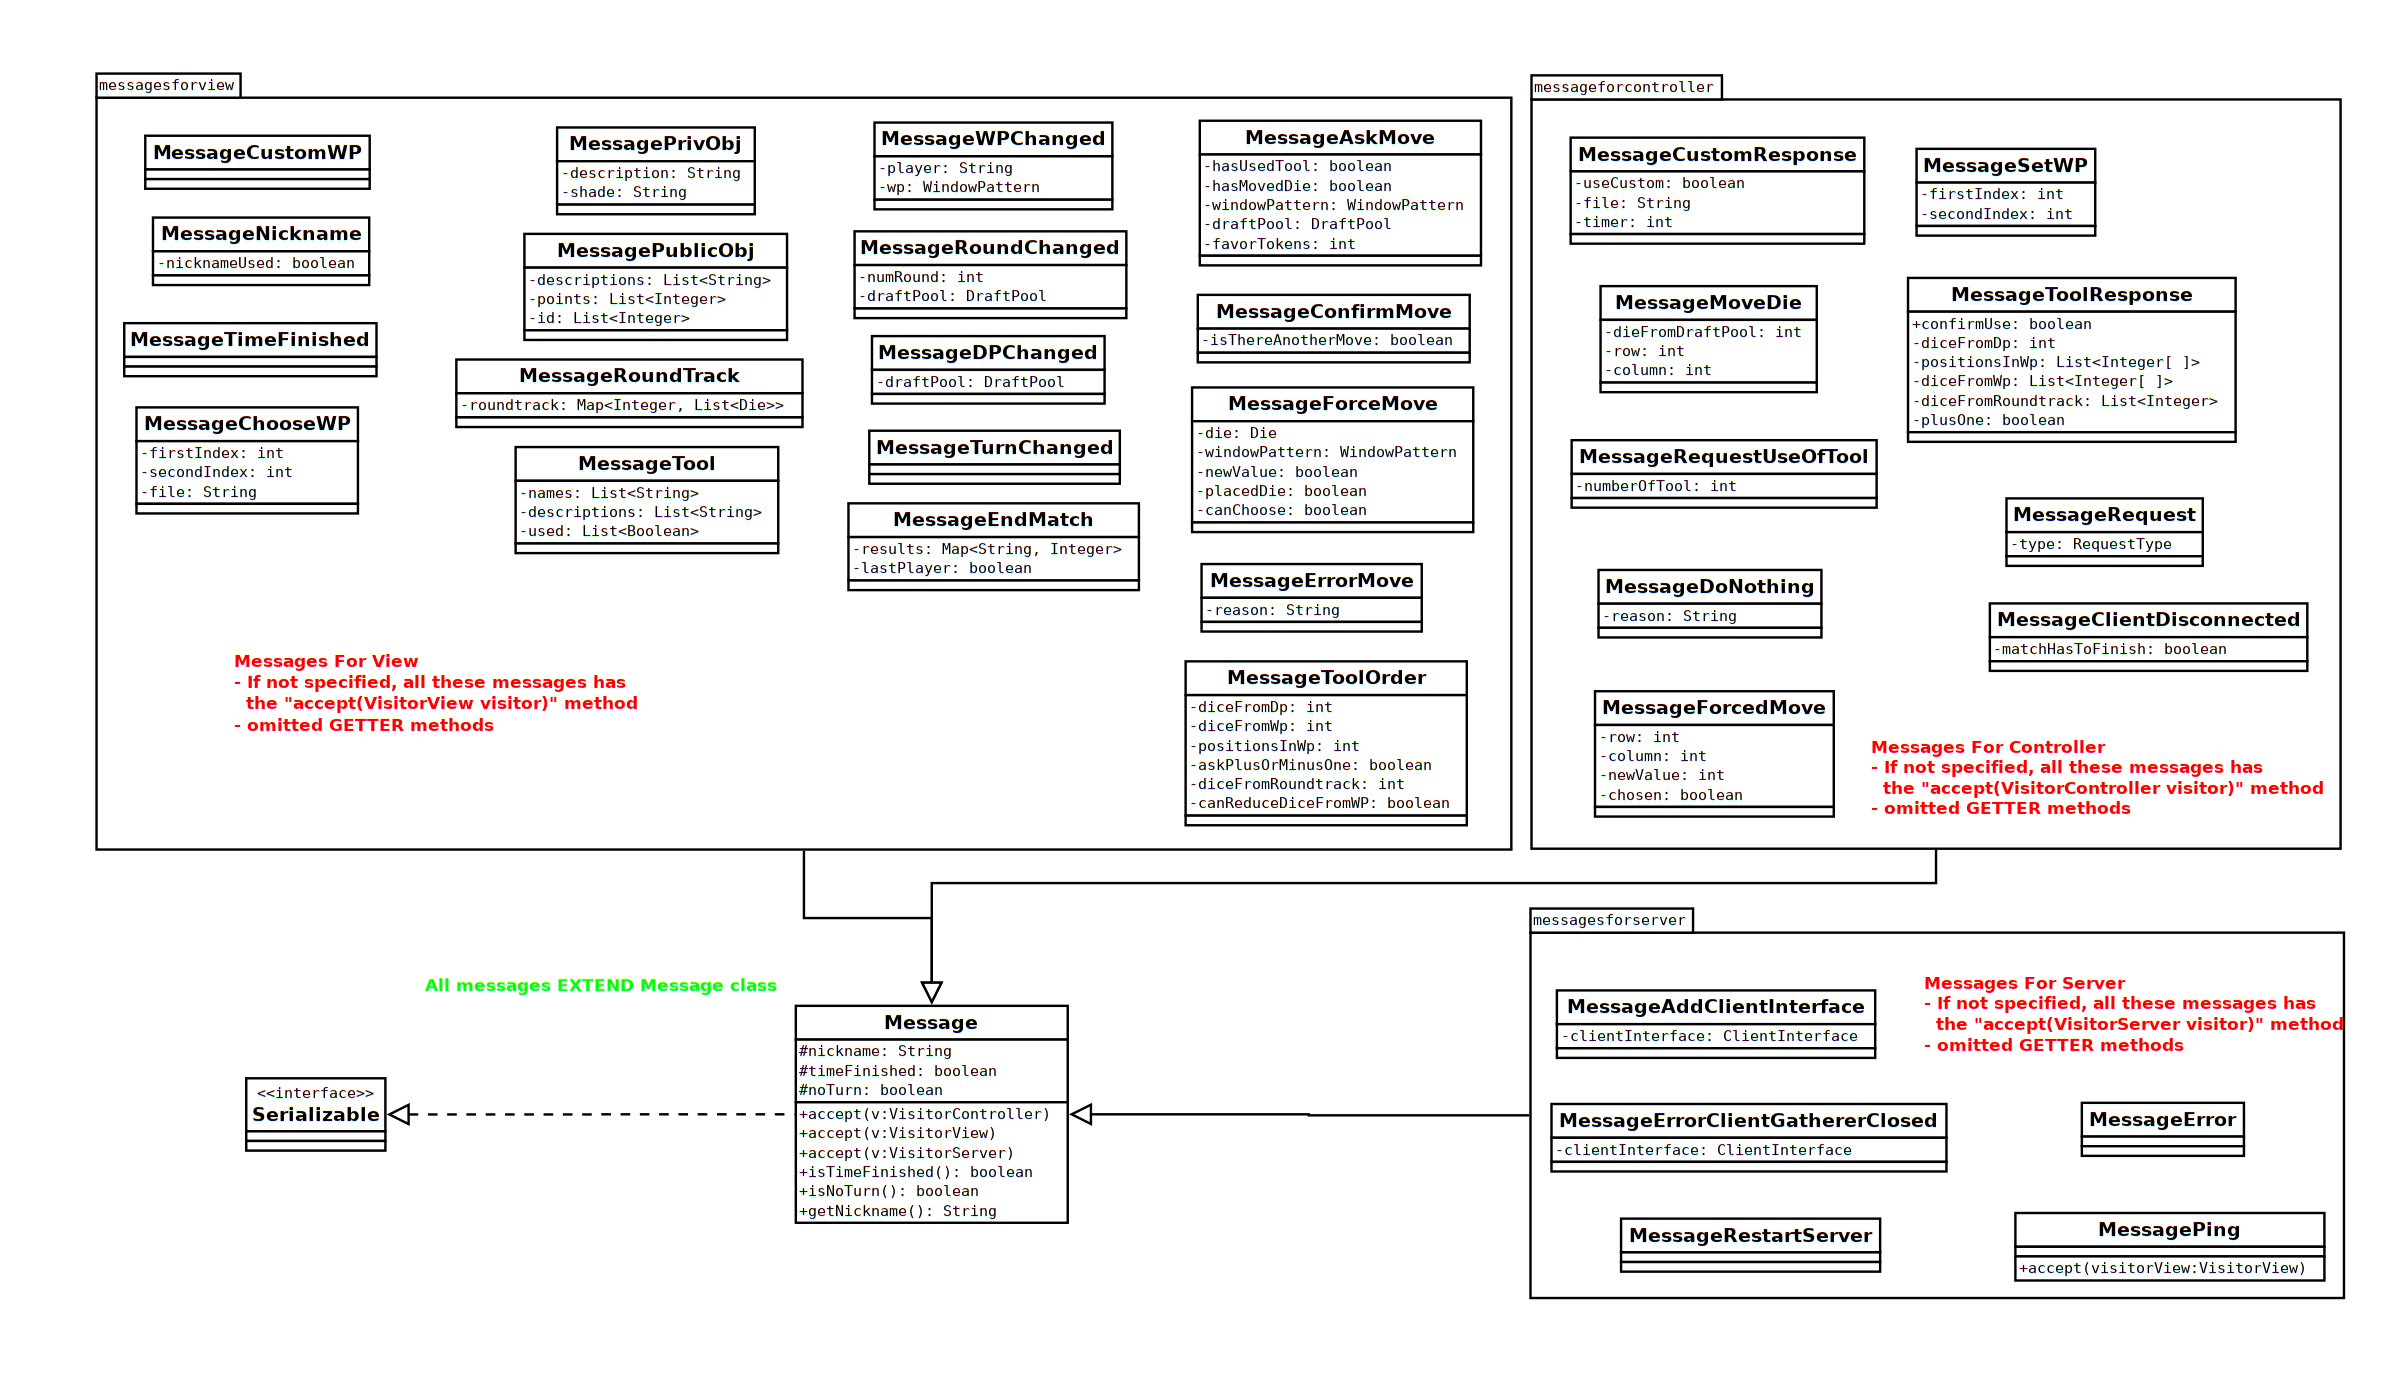 messagesforview
MessageCustomWP
MessageNickname
-nicknameUsed: boolean
MessageTimeFinished
MessageChooseWP
-firstIndex: int
-secondIndex: int
-file: String
MessagePrivObj
-description: String
-shade: String
MessagePublicObj
-descriptions: List<String>
-points: List<Integer>
-id: List<Integer>
MessageRoundTrack
-roundtrack: Map<Integer, List<Die>>
MessageTool
-names: List<String>
-descriptions: List<String>
-used: List<Boolean>
MessageWPChanged
-player: String
-wp: WindowPattern
MessageRoundChanged
-numRound: int
-draftPool: DraftPool
MessageDPChanged
-draftPool: DraftPool
MessageTurnChanged
MessageEndMatch
-results: Map<String, Integer>
-lastPlayer: boolean
MessageAskMove
-hasUsedTool: boolean
-hasMovedDie: boolean
-windowPattern: WindowPattern
-draftPool: DraftPool
-favorTokens: int
MessageConfirmMove
-isThereAnotherMove: boolean
MessageForceMove
-die: Die
-windowPattern: WindowPattern
-newValue: boolean
-placedDie: boolean
-canChoose: boolean
MessageErrorMove
-reason: String
MessageToolOrder
-diceFromDp: int
-diceFromWp: int
-positionsInWp: int
-askPlusOrMinusOne: boolean
-diceFromRoundtrack: int
-canReduceDiceFromWP: boolean
Messages For View
- If not specified, all these messages has
the "accept(VisitorView visitor)" method
- omitted GETTER methods
messageforcontroller
MessageCustomResponse
-useCustom: boolean
-file: String
-timer: int
MessageMoveDie
-dieFromDraftPool: int
-row: int
-column: int
MessageRequestUseOfTool
-numberOfTool: int
MessageDoNothing
-reason: String
MessageForcedMove
-row: int
-column: int
-newValue: int
-chosen: boolean
MessageSetWP
-firstIndex: int
-secondIndex: int
MessageToolResponse
+confirmUse: boolean
-diceFromDp: int
-positionsInWp: List<Integer[ ]>
-diceFromWp: List<Integer[ ]>
-diceFromRoundtrack: List<Integer>
-plusOne: boolean
MessageRequest
-type: RequestType
MessageClientDisconnected
-matchHasToFinish: boolean
Messages For Controller
- If not specified, all these messages has
the "accept(VisitorController visitor)" method
- omitted GETTER methods
All messages EXTEND Message class
<<interface>>
Serializable
Message
#nickname: String
#timeFinished: boolean
#noTurn: boolean
+accept(v:VisitorController)
+accept(v:VisitorView)
+accept(v:VisitorServer)
+isTimeFinished(): boolean
+isNoTurn(): boolean
+getNickname(): String
messagesforserver
MessageAddClientInterface
-clientInterface: ClientInterface
Messages For Server
- If not specified, all these messages has
the "accept(VisitorServer visitor)" method
- omitted GETTER methods
MessageErrorClientGathererClosed
-clientInterface: ClientInterface
MessageError
MessageRestartServer
MessagePing
+accept(visitorView:VisitorView)